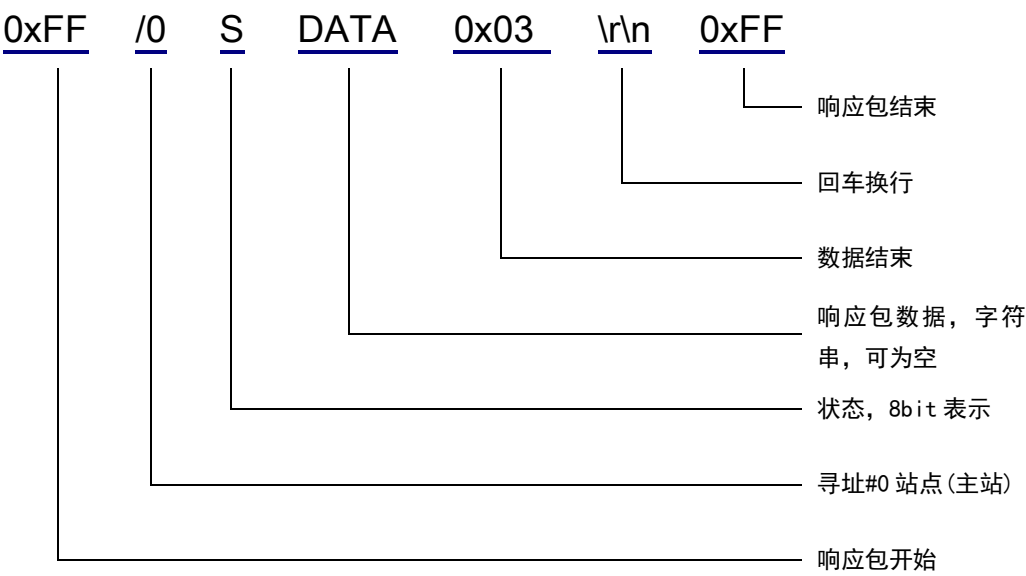 0xFF /0 S DATA 0x03 \r\n 0xFF
响应包结束
回车换行
数据结束
响应包数据，字符
串，可为空
状态，8bit 表示
寻址#0 站点(主站)
响应包开始